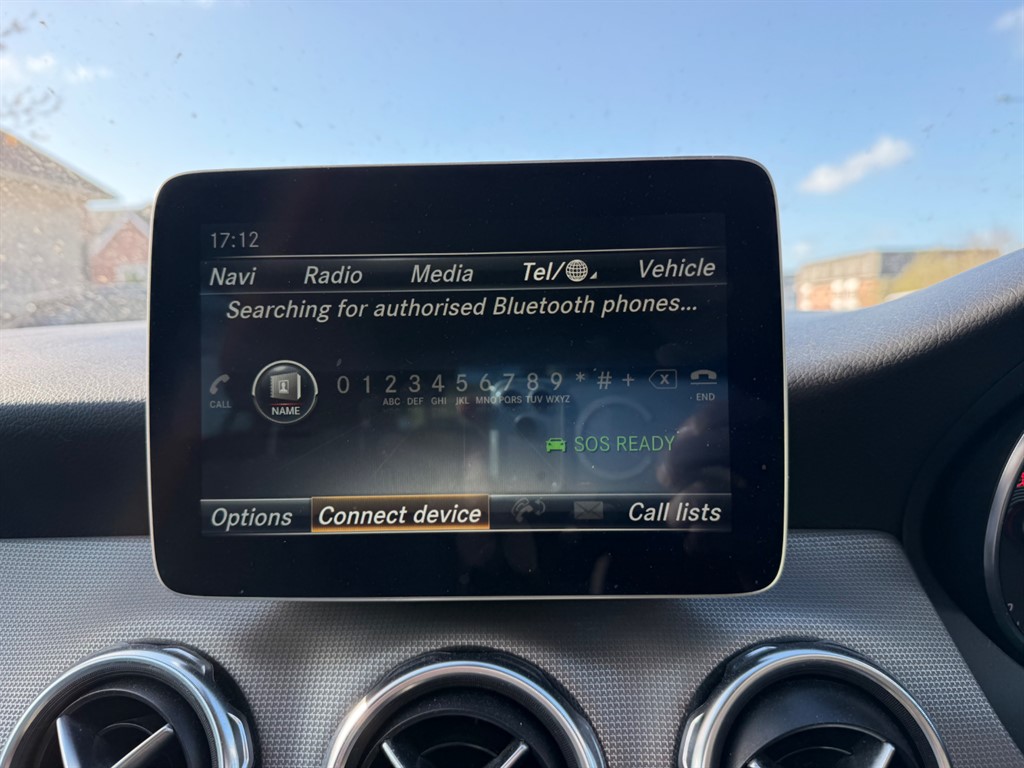 17:12
Navi Radio Media Tel/ Vehicle
Searching for authorised Bluetooth phones...
CALL NAME 0 1 2 3 4 5 6 7 8 9 * # + X END
ABC DEF GHI JKL MNO PQRS TUV WXYZ
SOS READY
Options Connect device Call lists
7